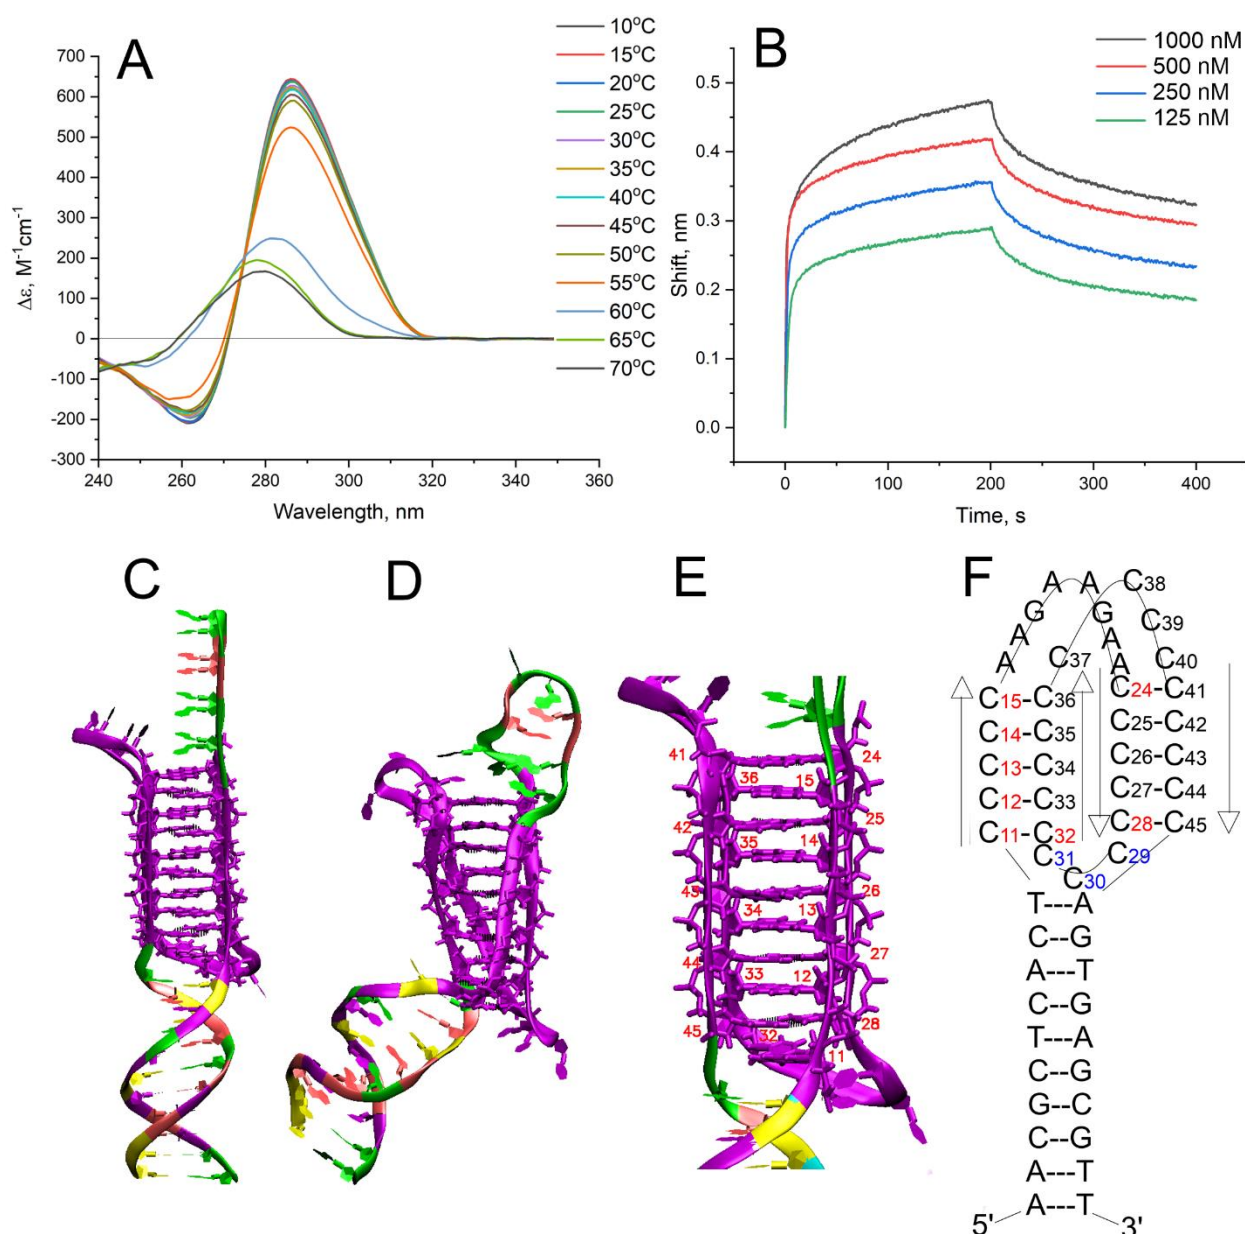 A
700
600
500
400
300
200
100
0
-100
-200
-300
Δε, M⁻¹cm⁻¹
240 260 280 300 320 340 360
Wavelength, nm
10°C
15°C
20°C
25°C
30°C
35°C
40°C
45°C
50°C
55°C
60°C
65°C
70°C
B
1000 nM
500 nM
250 nM
125 nM
0.5
0.4
0.3
0.2
0.1
0.0
Shift, nm
0 100 200 300 400
Time, s
C
D
E
41 24
36 15
42 25
35 14
43 26
34 13
44 27
33 12
45 28
32 11
F
A A C38
G G C39
A A C37 C40
A A
C15-C36 C24-C41
C14-C35 C25-C42
C13-C34 C26-C43
C12-C33 C27-C44
C11-C32 C28-C45
C31 C29
C30
T---A
C--G
A---T
C--G
T---A
C--G
G--C
C--G
A---T
A---T
5' 3'